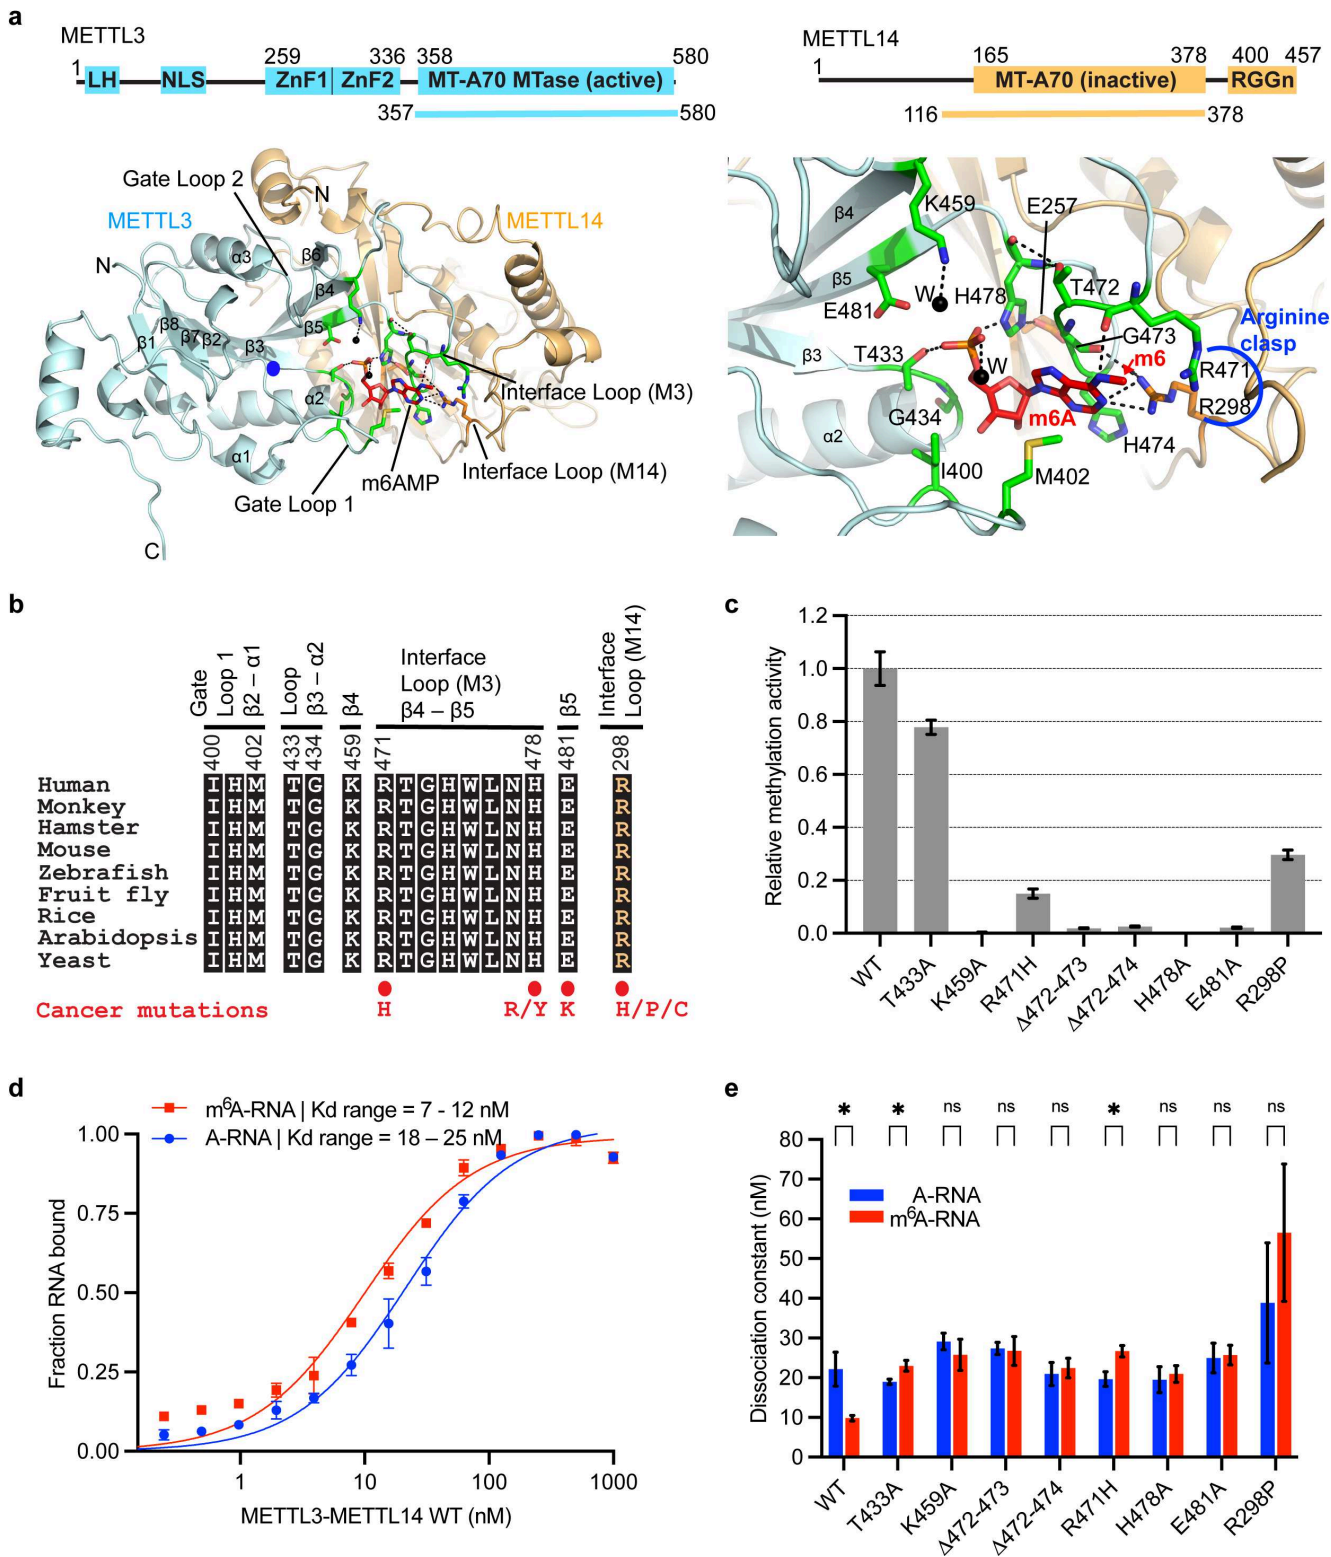 a
METTL3
1
259
336
358
580
LH
NLS
ZnF1
ZnF2
MT-A70 MTase (active)
357
580
METTL14
1
165
378
400
457
MT-A70 (inactive)
RGGn
116
378
Gate Loop 2
N
METTL3
METTL14
N
α3
β6
β4
β5
β8
β1
β7
β2
β3
α2
α1
Interface Loop (M3)
Interface Loop (M14)
m6AMP
Gate Loop 1
C
β4
K459
E257
β5
W
H478
T472
E481
G473
Arginine
clasp
β3
T433
m6
W
R471
R298
G434
m6A
H474
α2
I400
M402
b
Gate
Loop 1
β2 – α1
Loop
β3 – α2
β4
Interface
Loop (M3)
β4 – β5
β5
Interface
Loop (M14)
400
402
433
434
459
471
478
481
298
Human I H M T G K R T G H W L N H E R
Monkey I H M T G K R T G H W L N H E R
Hamster I H M T G K R T G H W L N H E R
Mouse I H M T G K R T G H W L N H E R
Zebrafish I H M T G K R T G H W L N H E R
Fruit fly I H M T G K R T G H W L N H E R
Rice I H M T G K R T G H W L N H E R
Arabidopsis I H M T G K R T G H W L N H E R
Yeast I H M T G K R T G H W L N H E R
Cancer mutations H R/Y K H/P/C
c
Relative methylation activity
1.2
1.0
0.8
0.6
0.4
0.2
0.0
WT
T433A
K459A
R471H
Δ472-473
Δ472-474
H478A
E481A
R298P
d
m6A-RNA | Kd range = 7 - 12 nM
A-RNA | Kd range = 18 – 25 nM
Fraction RNA bound
1.00
0.75
0.50
0.25
0.00
1
10
100
1000
METTL3-METTL14 WT (nM)
e
* * ns ns ns * ns ns ns
Dissociation constant (nM)
80
70
60
50
40
30
20
10
0
A-RNA
m6A-RNA
WT
T433A
K459A
Δ472-473
Δ472-474
R471H
H478A
E481A
R298P